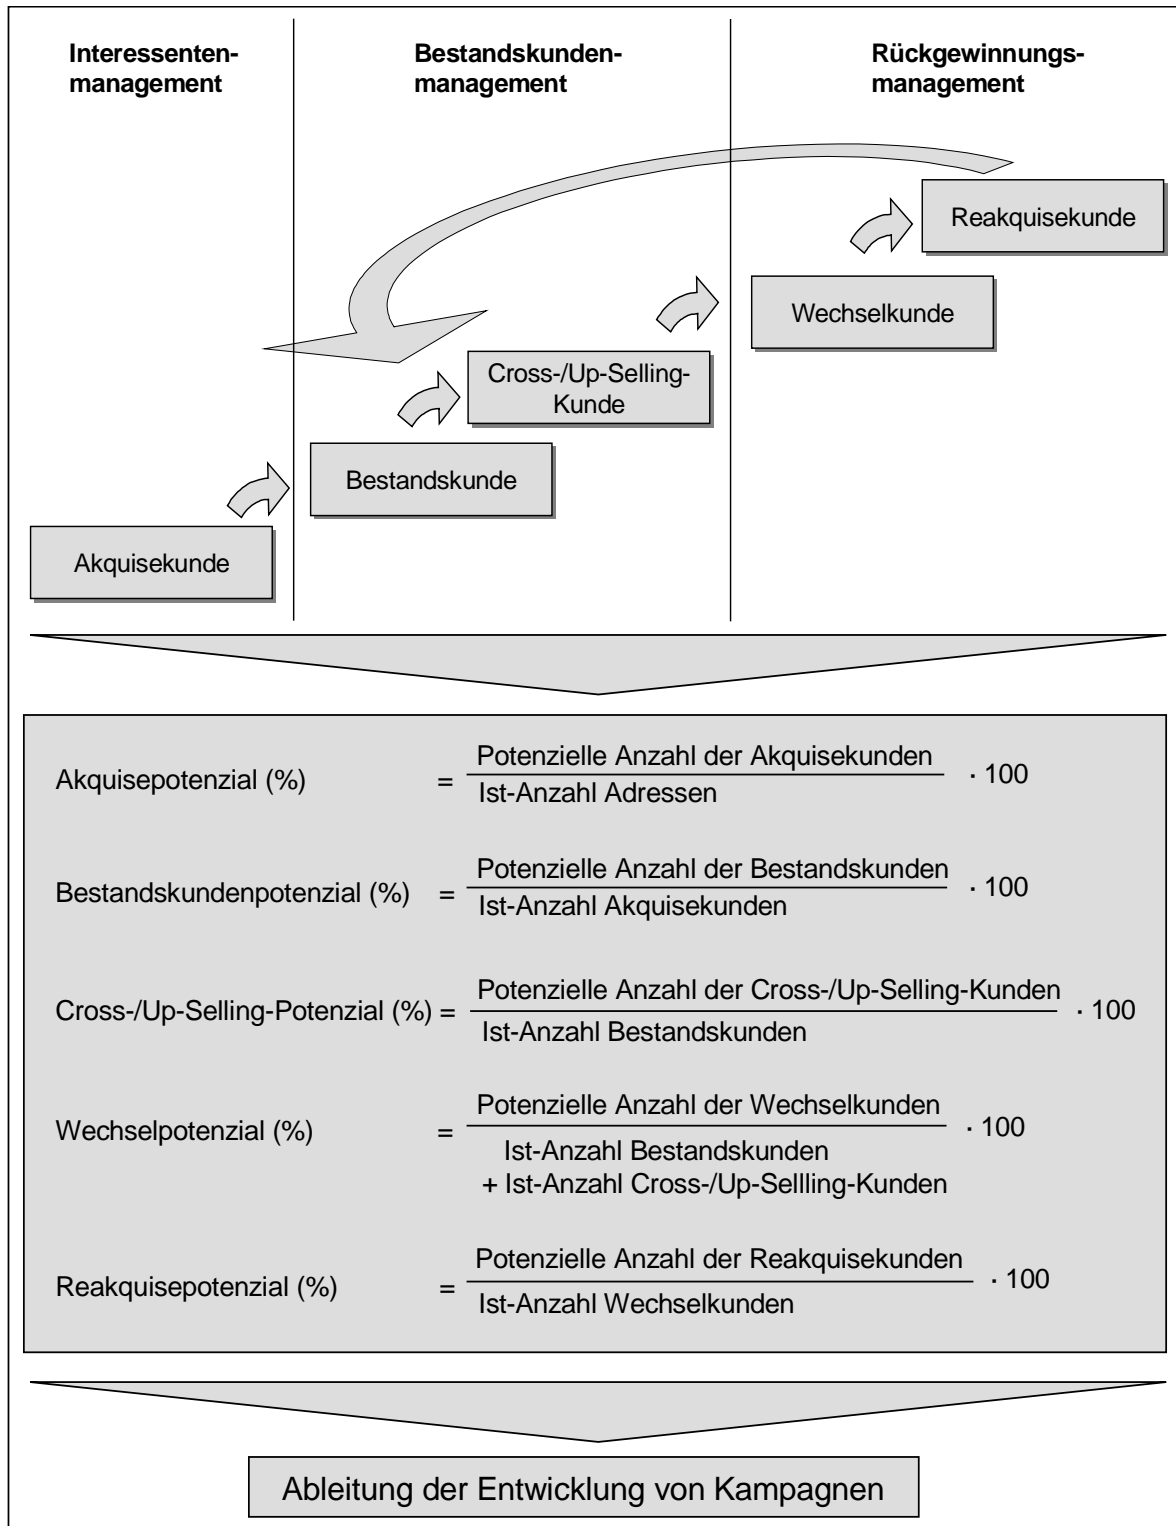 Interessenten-
management
Bestandskunden-
management
Rückgewinnungs-
management
Reakquisekunde
Wechselkunde
Cross-/Up-Selling-
Kunde
Bestandskunde
Akquisekunde
Akquisepotenzial (%) = Potenzielle Anzahl der Akquisekunden · 100
Ist-Anzahl Adressen
Bestandskundenpotenzial (%) = Potenzielle Anzahl der Bestandskunden · 100
Ist-Anzahl Akquisekunden
Cross-/Up-Selling-Potenzial (%) = Potenzielle Anzahl der Cross-/Up-Selling-Kunden · 100
Ist-Anzahl Bestandskunden
Wechselpotenzial (%) = Potenzielle Anzahl der Wechselkunden · 100
Ist-Anzahl Bestandskunden
+ Ist-Anzahl Cross-/Up-Sellling-Kunden
Reakquisepotenzial (%) = Potenzielle Anzahl der Reakquisekunden · 100
Ist-Anzahl Wechselkunden
Ableitung der Entwicklung von Kampagnen